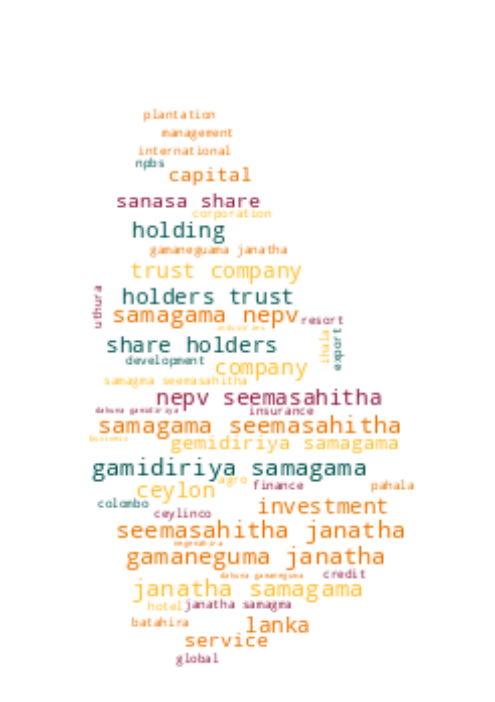 plantation
management
international
npbs
capital
sanasa share
corporation
holding
gamaneguama janatha
trust company
uthura
holders trust
samagama nepv
resort
industries
share holders
ihala
export
development
company
samagma seemasahitha
nepv seemasahitha
dakuna gamidiriya
insurance
samagama seemasahitha
business
gemidiriya samagama
gamidiriya samagama
agro
ceylon
finance
pahala
colombo
investment
ceylinco
seemasahitha janatha
gamaneguma janatha
dakuna gamaneguma
credit
janatha samagama
hotel
janatha samagma
batahira
lanka
service
global